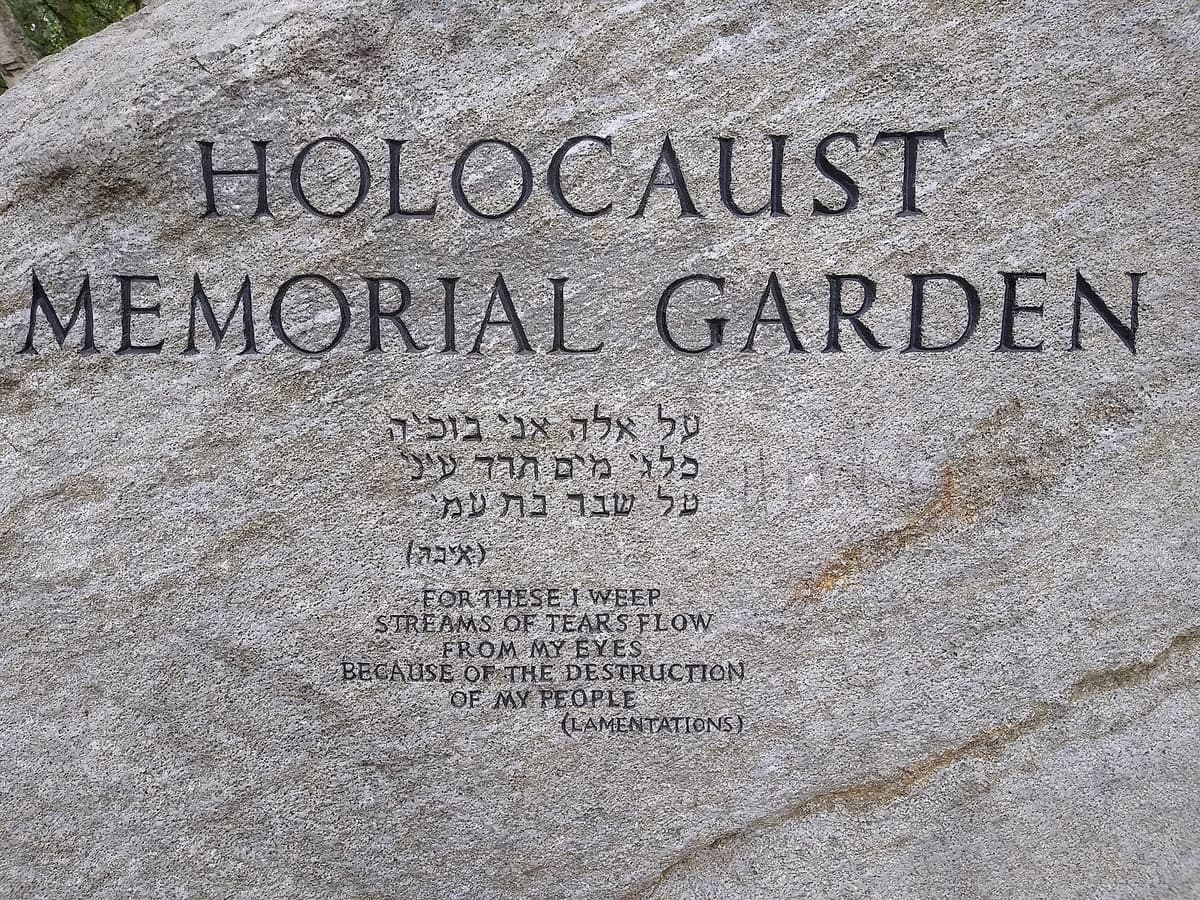 HOLOCAUST
MEMORIAL GARDEN
על אלה אני בוכיה
פלגי מים תרד עיני
על שבר בת עמי
(איכה)
FOR THESE I WEEP
STREAMS OF TEARS FLOW
FROM MY EYES
BECAUSE OF THE DESTRUCTION
OF MY PEOPLE
(LAMENTATIONS)